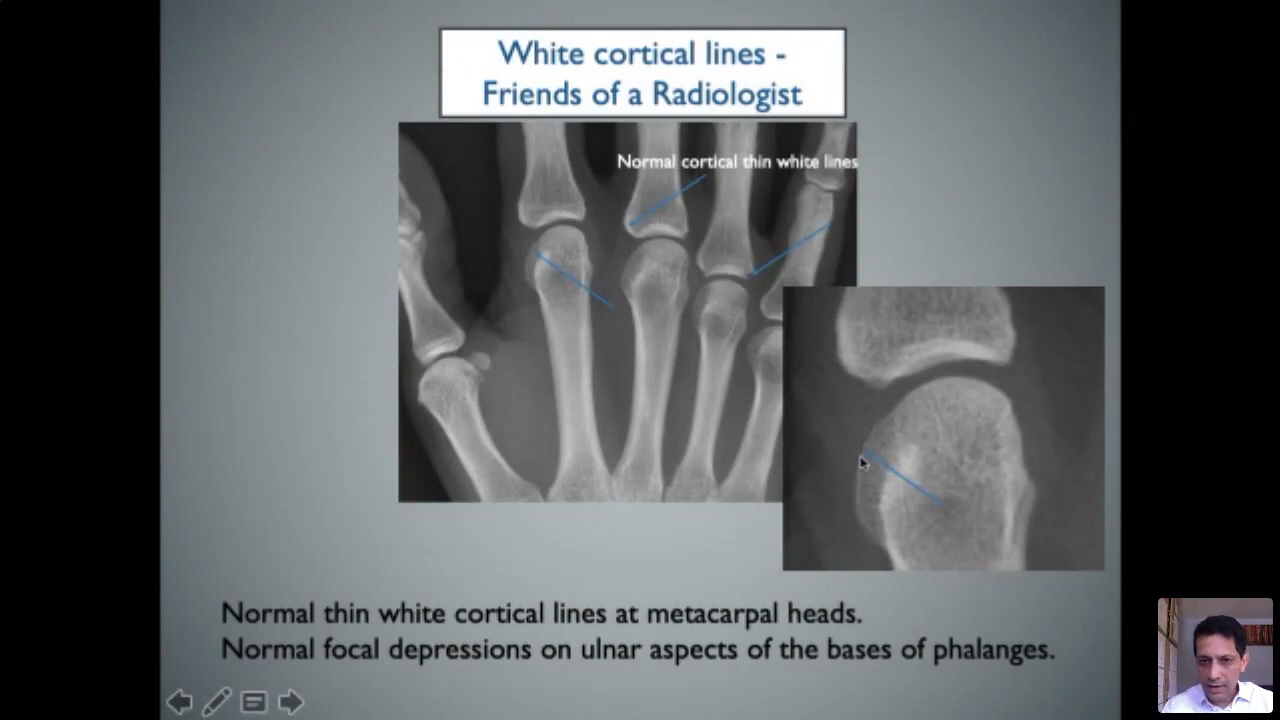 White cortical lines -
Friends of a Radiologist
Normal cortical thin white lines
Normal thin white cortical lines at metacarpal heads.
Normal focal depressions on ulnar aspects of the bases of phalanges.